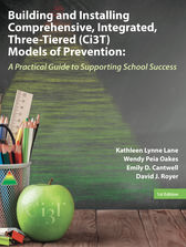 Building and Installing
Comprehensive, Integrated,
Three-Tiered (Ci3T)
Models of Prevention:
A Practical Guide to Supporting School Success
Kathleen Lynne Lane
Wendy Peia Oakes
Emily D. Cantwell
David J. Royer
1st Edition
Ci3T